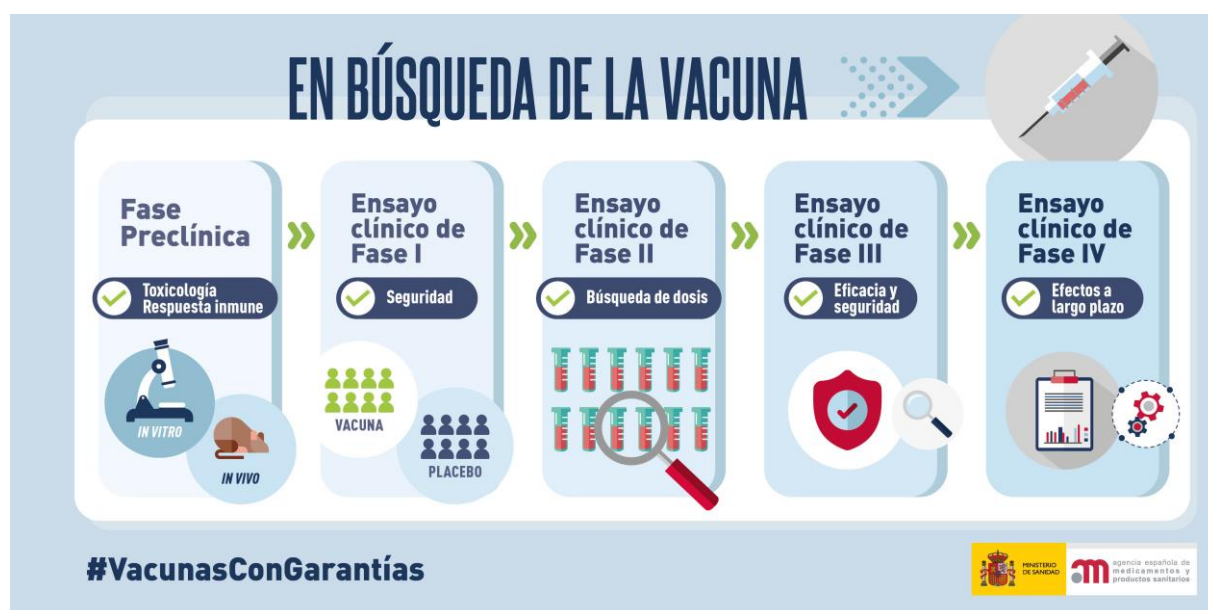 EN BÚSQUEDA DE LA VACUNA
Fase
Preclínica
Toxicología
Respuesta inmune
IN VITRO
IN VIVO
Ensayo
clínico de
Fase I
Seguridad
VACUNA
PLACEBO
Ensayo
clínico de
Fase II
Búsqueda de dosis
Ensayo
clínico de
Fase III
Eficacia y
seguridad
Ensayo
clínico de
Fase IV
Efectos a
largo plazo
#VacunasConGarantías
MINISTERIO
DE SANIDAD
am
agencia española de
medicamentos y
productos sanitarios